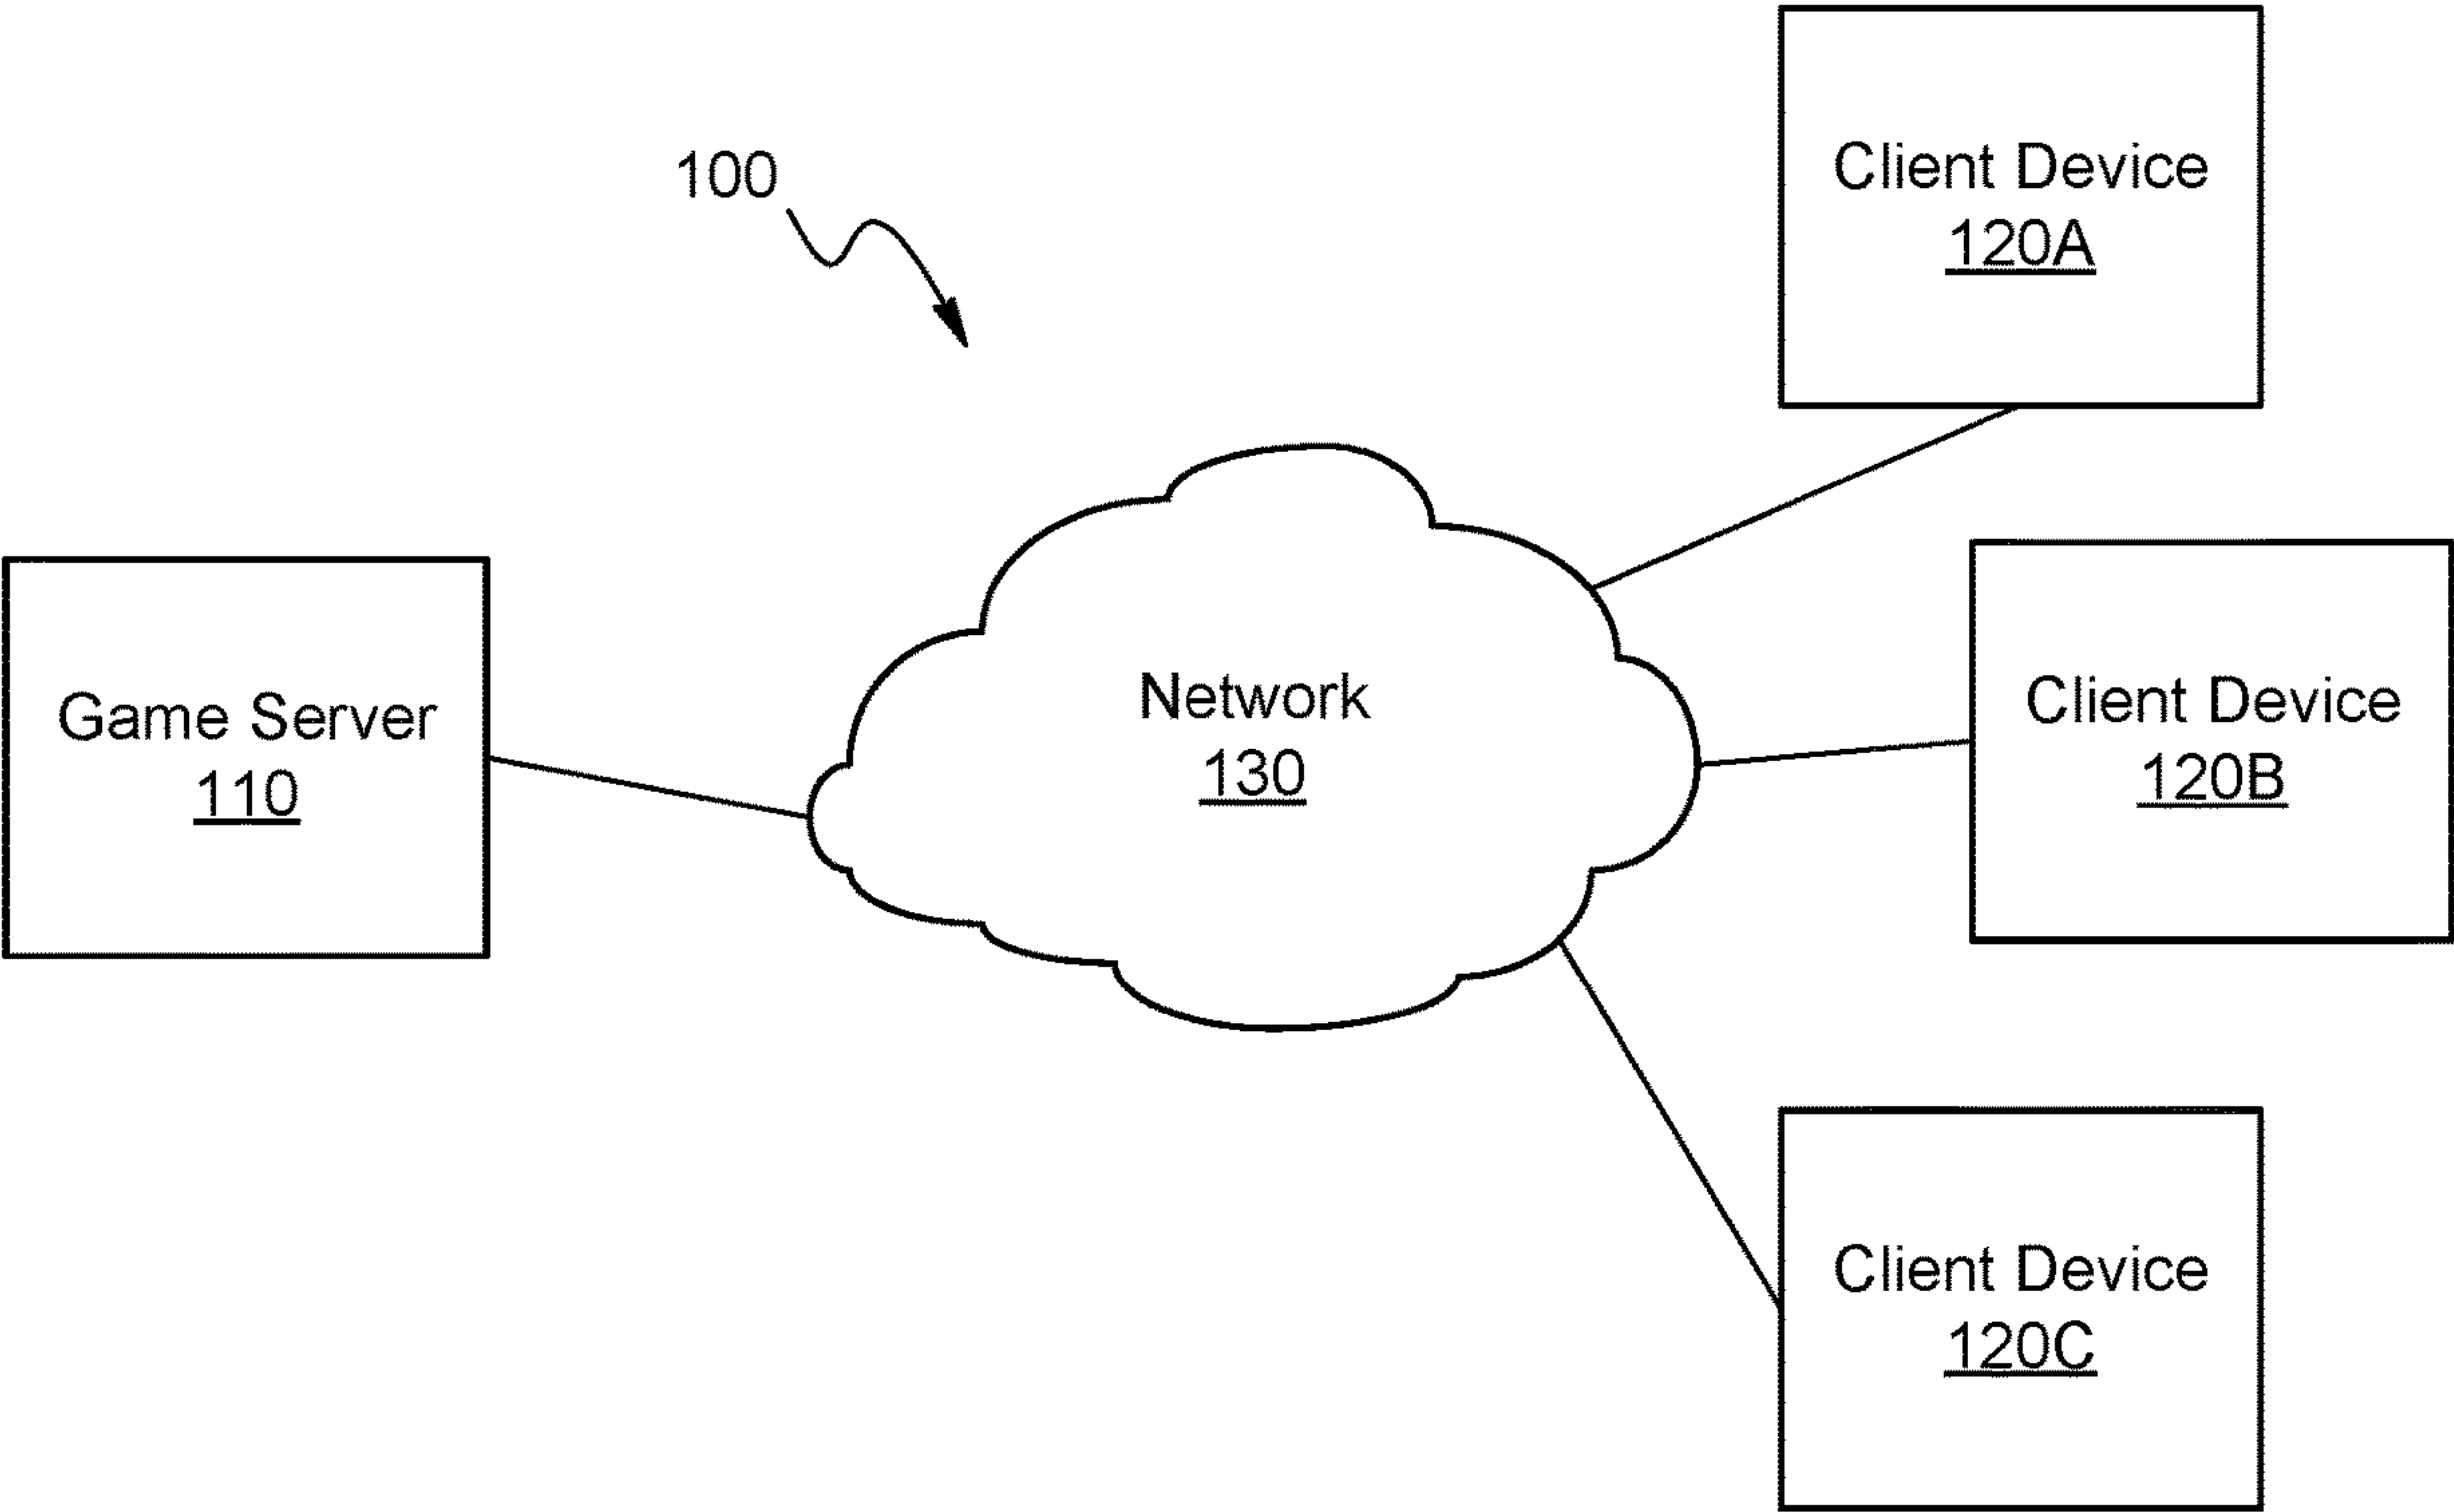 100
Client Device
120A
Game Server
110
Network
130
Client Device
120B
Client Device
120C